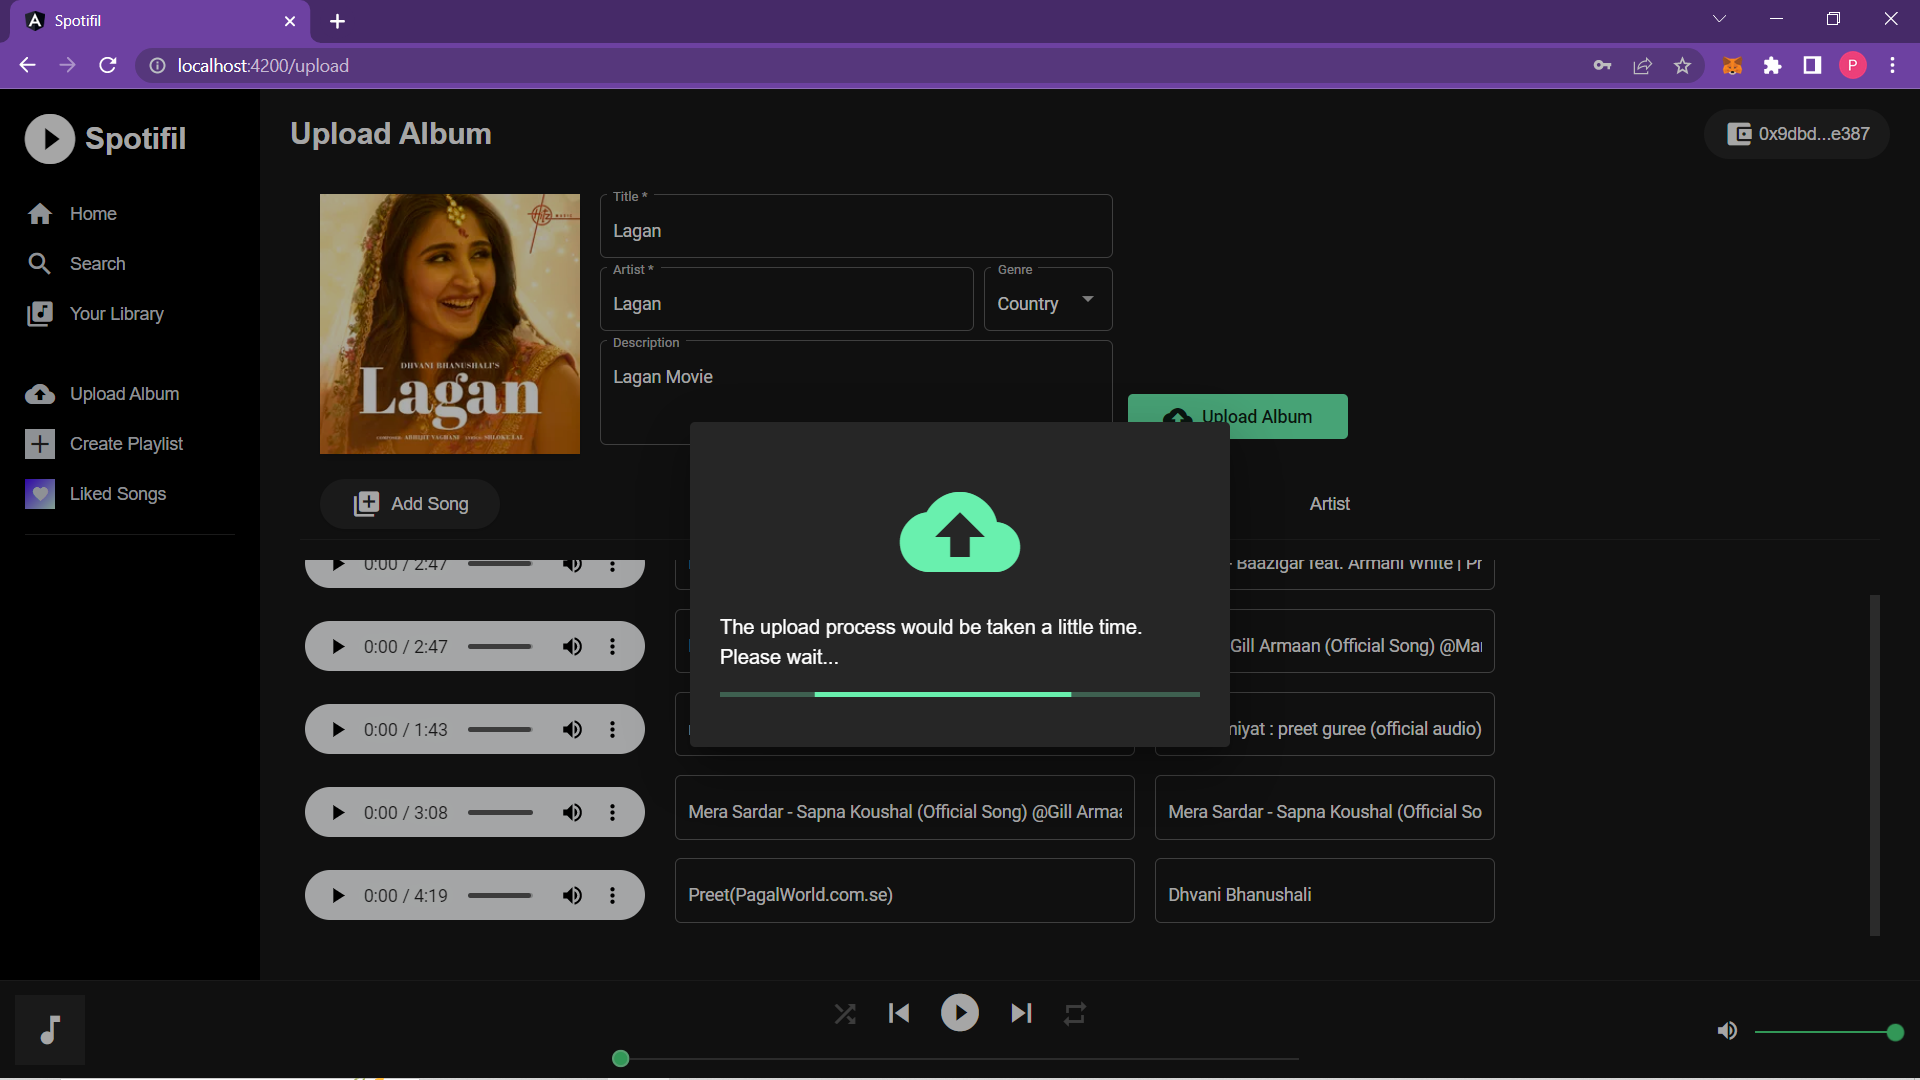 Spotifil
localhost:4200/upload
P
Spotifil
Home
Search
Your Library
Upload Album
Create Playlist
Liked Songs
Upload Album
0x9dbd...e387
Hitz MUSIC
DHVANI BHANUSHALI'S
Lagan
Title *
Lagan
Artist *
Lagan
Genre
Country
Description
Lagan Movie
Upload Album
Add Song
Artist
0:00 / 2:47
- Baazigar feat. Armani White | Pr
0:00 / 2:47
Gill Armaan (Official Song) @Mar
0:00 / 1:43
niyat : preet guree (official audio)
0:00 / 3:08
Mera Sardar - Sapna Koushal (Official Song) @Gill Armaa
Mera Sardar - Sapna Koushal (Official So
0:00 / 4:19
Preet(PagalWorld.com.se)
Dhvani Bhanushali
The upload process would be taken a little time.
Please wait...